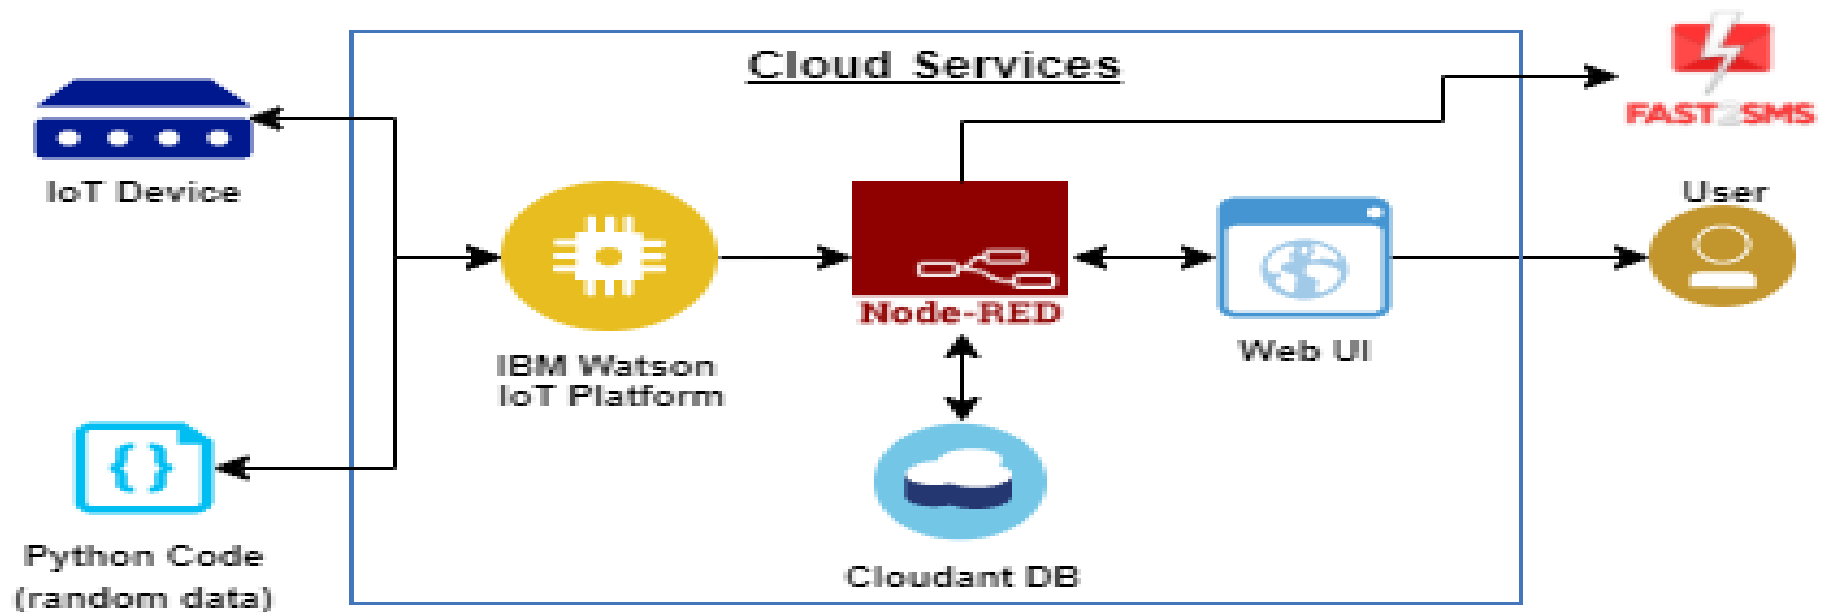 Cloud Services
FAST2SMS
IoT Device
User
Node-RED
Web UI
IBM Watson
IoT Platform
{ }
Python Code
(random data)
Cloudant DB